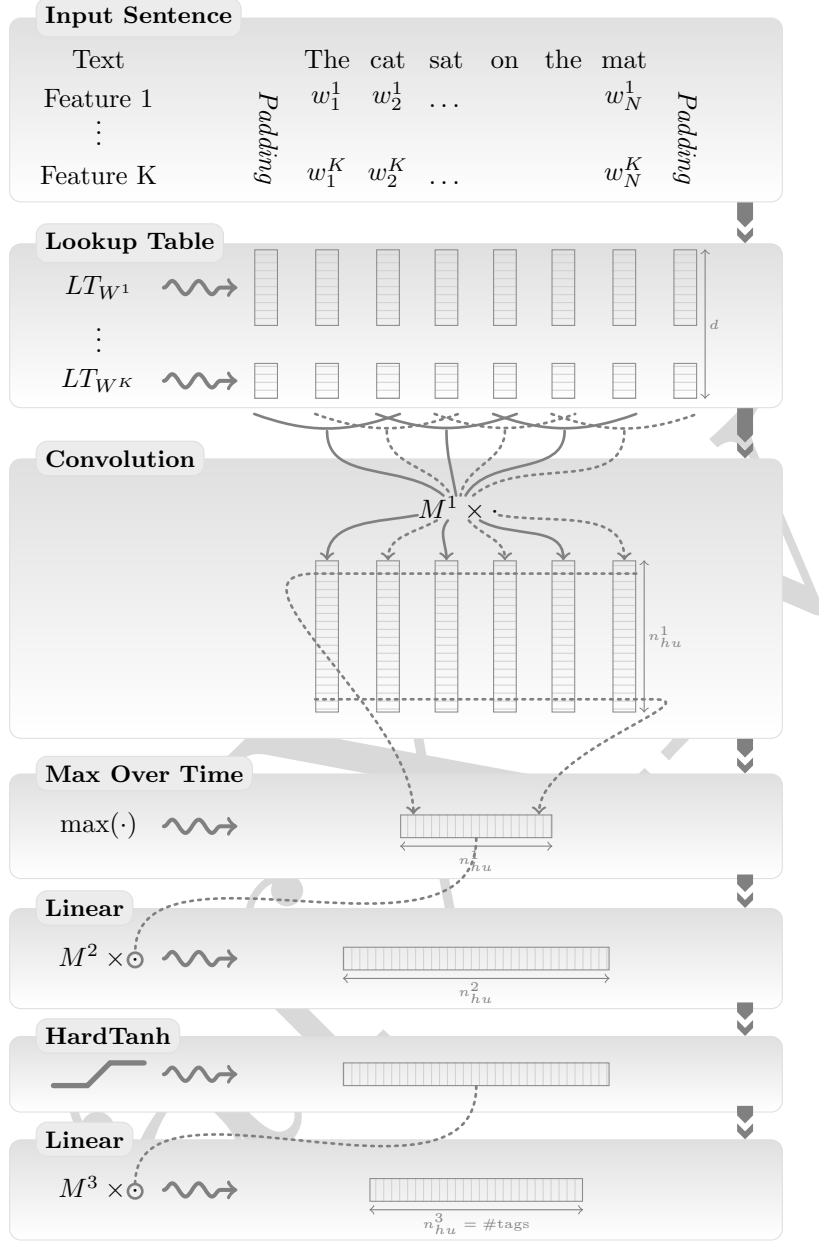 Input Sentence
Text The cat sat on the mat
Feature 1 w_1^1 w_2^1 ... w_N^1
⋮
Feature K w_1^K w_2^K ... w_N^K
Padding
Padding
Lookup Table
LT_{W^1}
⋮
LT_{W^K}
d
Convolution
M^1 × ·
n_{hu}^1
Max Over Time
max(·)
n_{hu}^1
Linear
M^2 × ·
n_{hu}^2
HardTanh
Linear
M^3 × ·
n_{hu}^3 = #tags